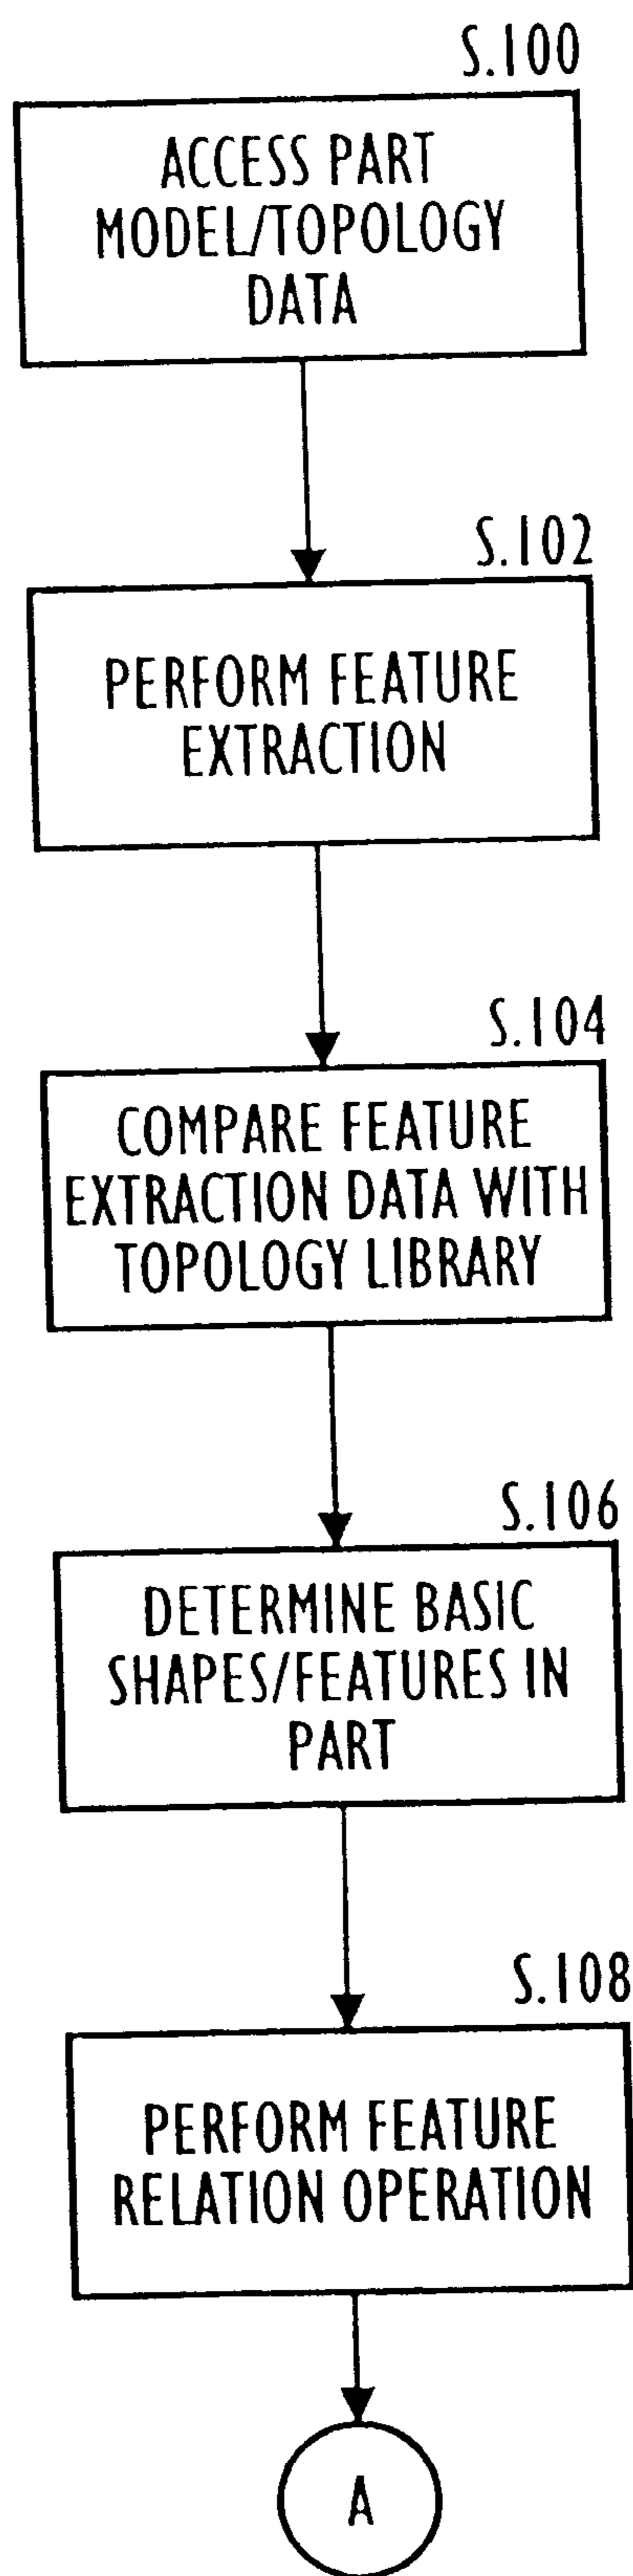 S.100
ACCESS PART
MODEL/TOPOLOGY
DATA
S.102
PERFORM FEATURE
EXTRACTION
S.104
COMPARE FEATURE
EXTRACTION DATA WITH
TOPOLOGY LIBRARY
S.106
DETERMINE BASIC
SHAPES/FEATURES IN
PART
S.108
PERFORM FEATURE
RELATION OPERATION
A